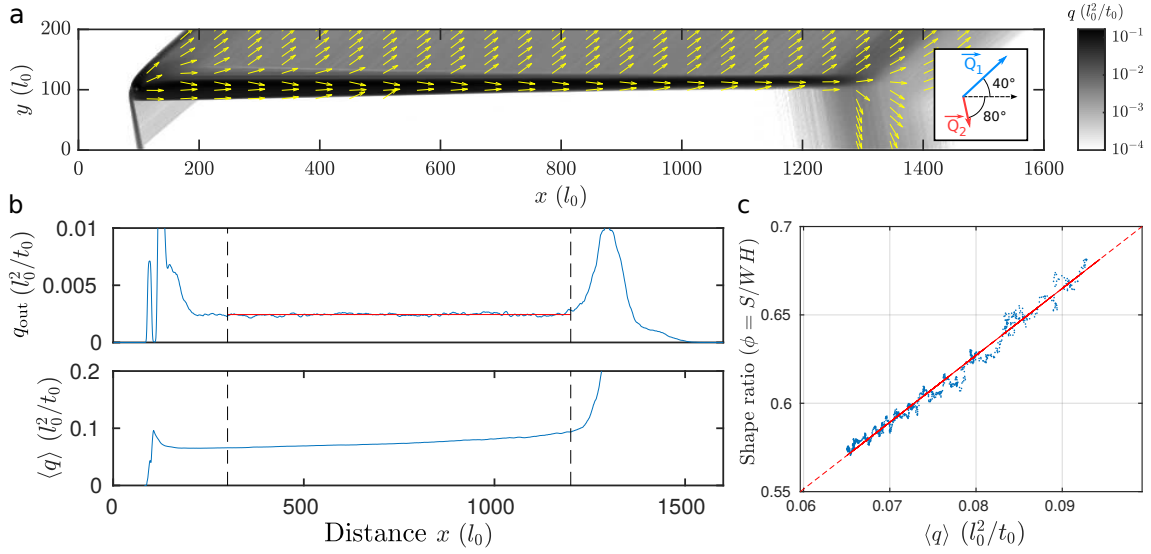 a
q (l₀²/t₀)
200
100
0
y (l₀)
0
200
400
600
800
1000
1200
1400
1600
x (l₀)
Q₁
40°
Q₂
80°
10⁻¹
10⁻²
10⁻³
10⁻⁴
b
0.01
0.005
0
q_out (l₀²/t₀)
0.2
0.1
0
⟨q⟩ (l₀²/t₀)
0
500
1000
1500
Distance x (l₀)
c
0.7
0.65
0.6
0.55
Shape ratio (ϕ = S/WH)
0.06
0.07
0.08
0.09
⟨q⟩ (l₀²/t₀)